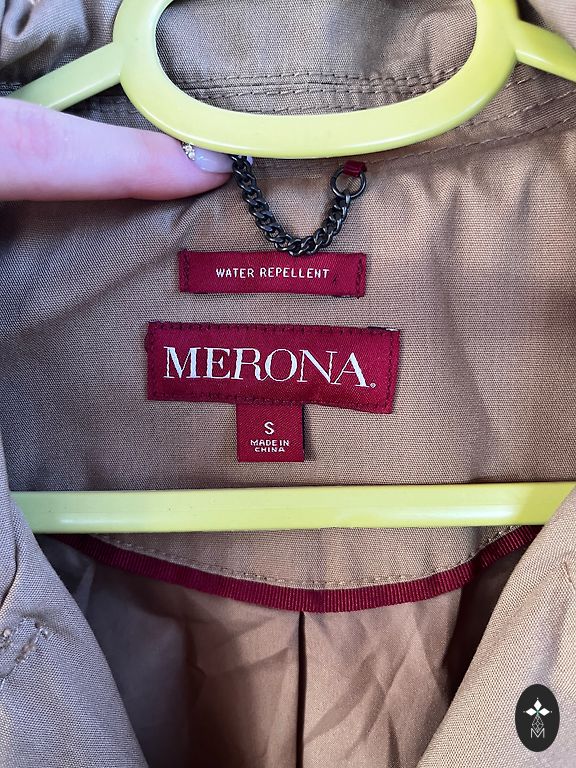 WATER REPELLENT
MERONA.
S
MADE IN
CHINA
M